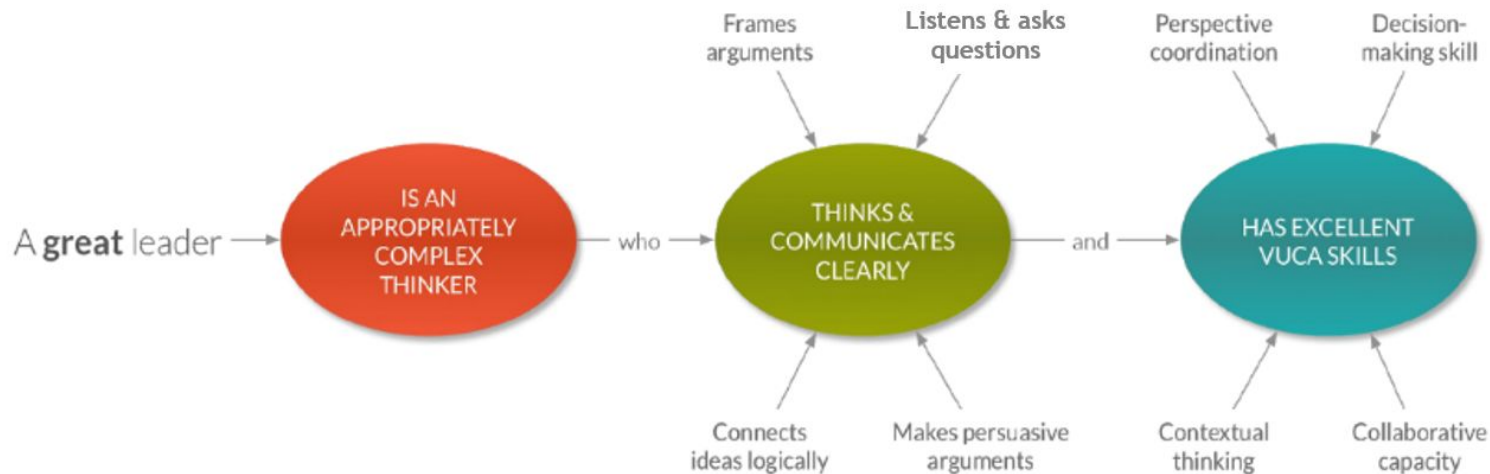 Frames
arguments
Listens & asks
questions
Perspective
coordination
Decision-
making skill
A great leader
IS AN
APPROPRIATELY
COMPLEX
THINKER
who
THINKS &
COMMUNICATES
CLEARLY
and
HAS EXCELLENT
VUCA SKILLS
Connects
ideas logically
Makes persuasive
arguments
Contextual
thinking
Collaborative
capacity